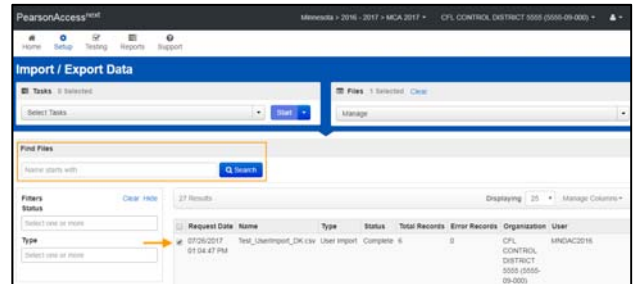 PearsonAccess next
Minnesota > 2016 - 2017 > MCA 2017
CFL CONTROL DISTRICT 5555 (5555-09-000)
Home Setup Testing Reports Support
Import / Export Data
Tasks 0 Selected
Files 1 Selected Clear
Select Tasks
Start
Manage
Find Files
Name starts with
Search
Filters Clear Hide
27 Results
Displaying 25 Manage Columns
Status
Select one or more
Type
Select one or more
Request Date Name Type Status Total Records Error Records Organization User
07/26/2017 01:04:47 PM Test_UserImport_DK.csv User Import Complete 6 0 CFL CONTROL DISTRICT 5555 (5555-09-000) MNDAC2016